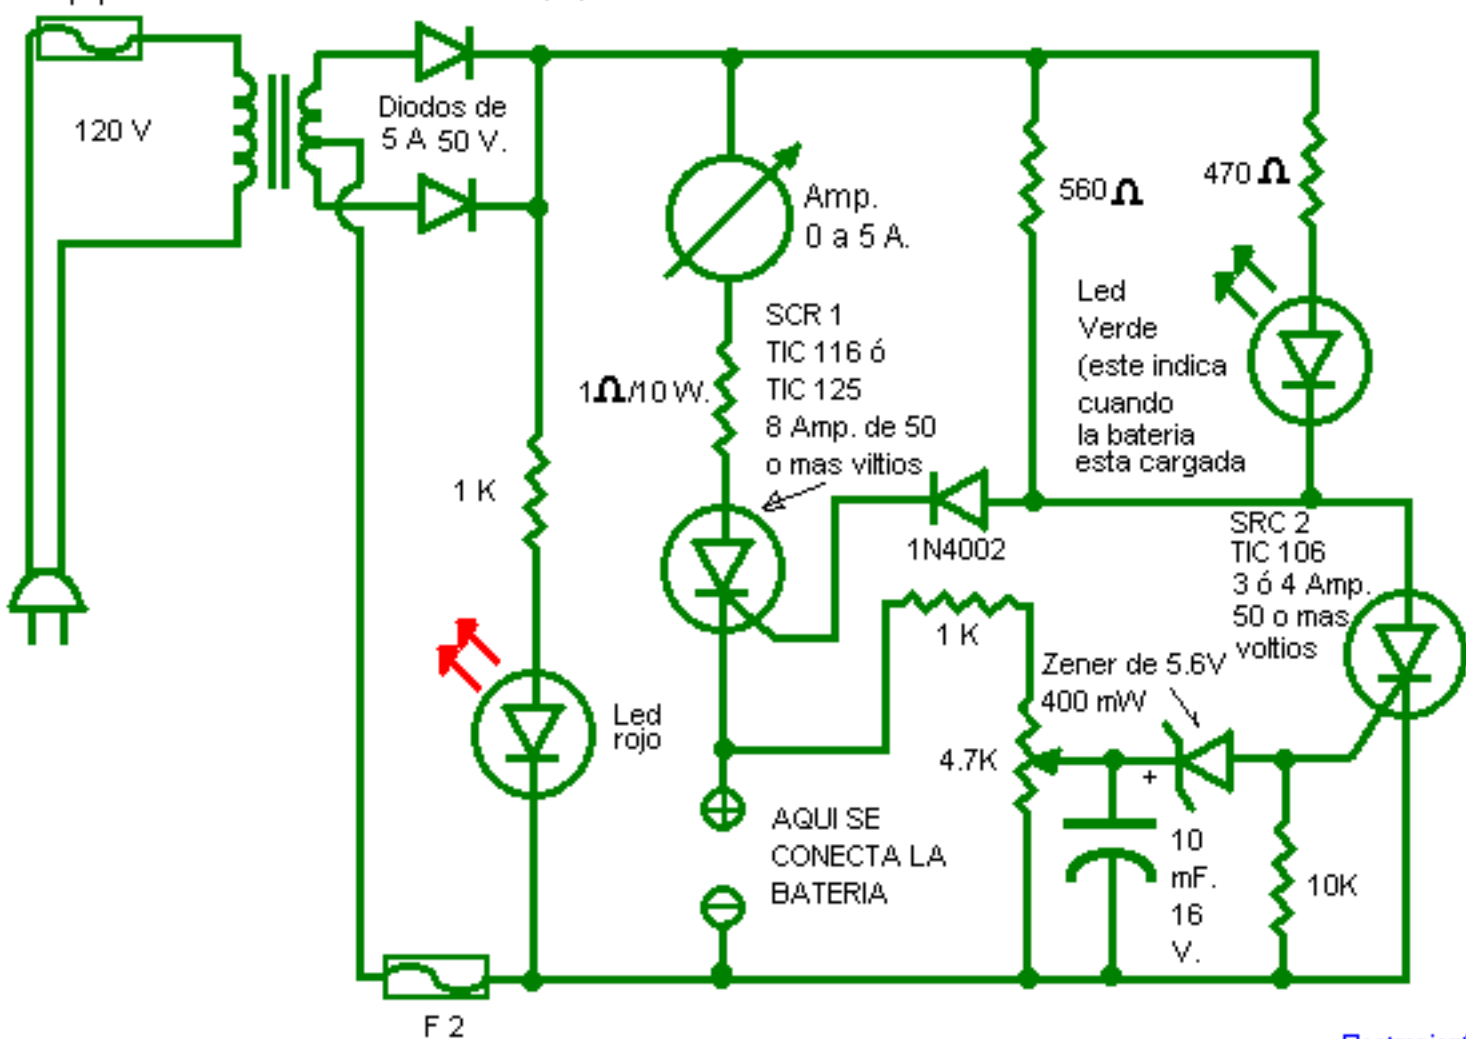 120 V
Diodos de
5 A 50 V.
Amp.
0 a 5 A.
560 Ω
470 Ω
Led
Verde
(este indica
cuando
la bateria
esta cargada
SCR 1
TIC 116 ó
TIC 125
8 Amp. de 50
o mas viltios
1Ω/10 W.
1 K
1N4002
SRC 2
TIC 106
3 ó 4 Amp.
50 o mas
voltios
1 K
Zener de 5.6V
400 mW
Led
rojo
4.7K
+
AQUI SE
CONECTA LA
BATERIA
10
mF.
16
V.
10K
F 2